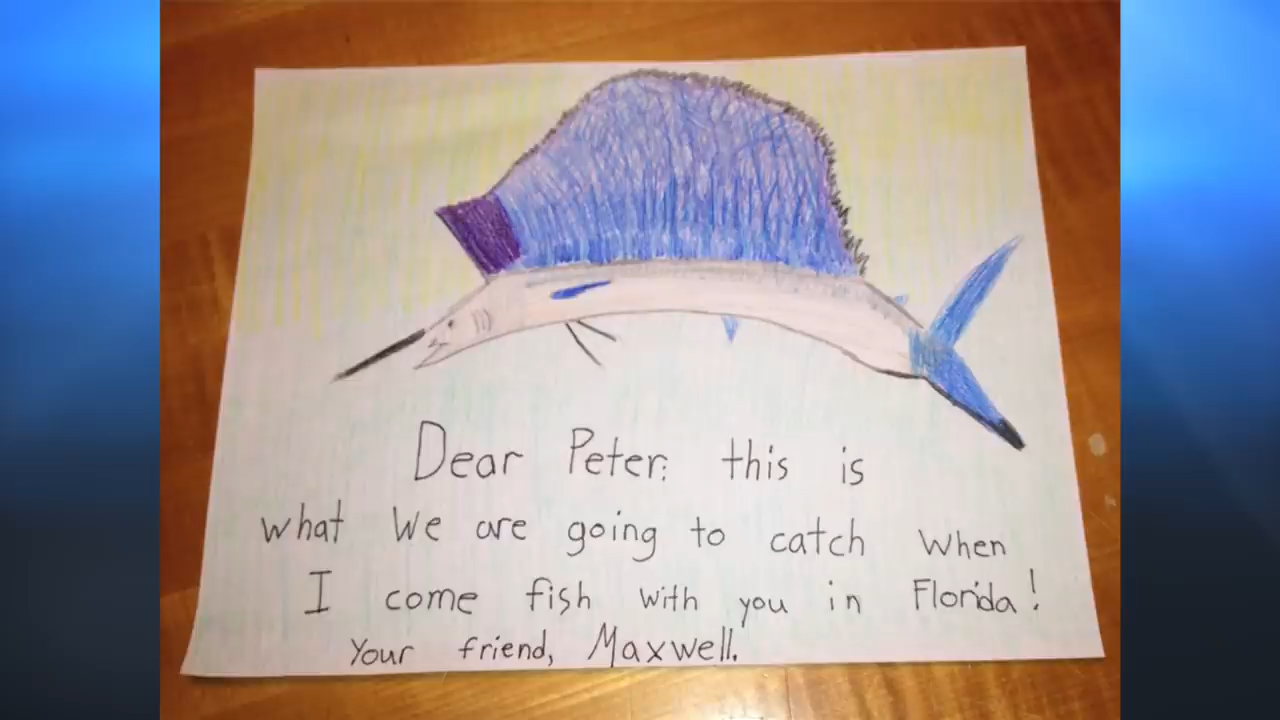 Dear Peter: this is
what We are going to catch when
I come fish with you in Florida!
Your friend, Maxwell.